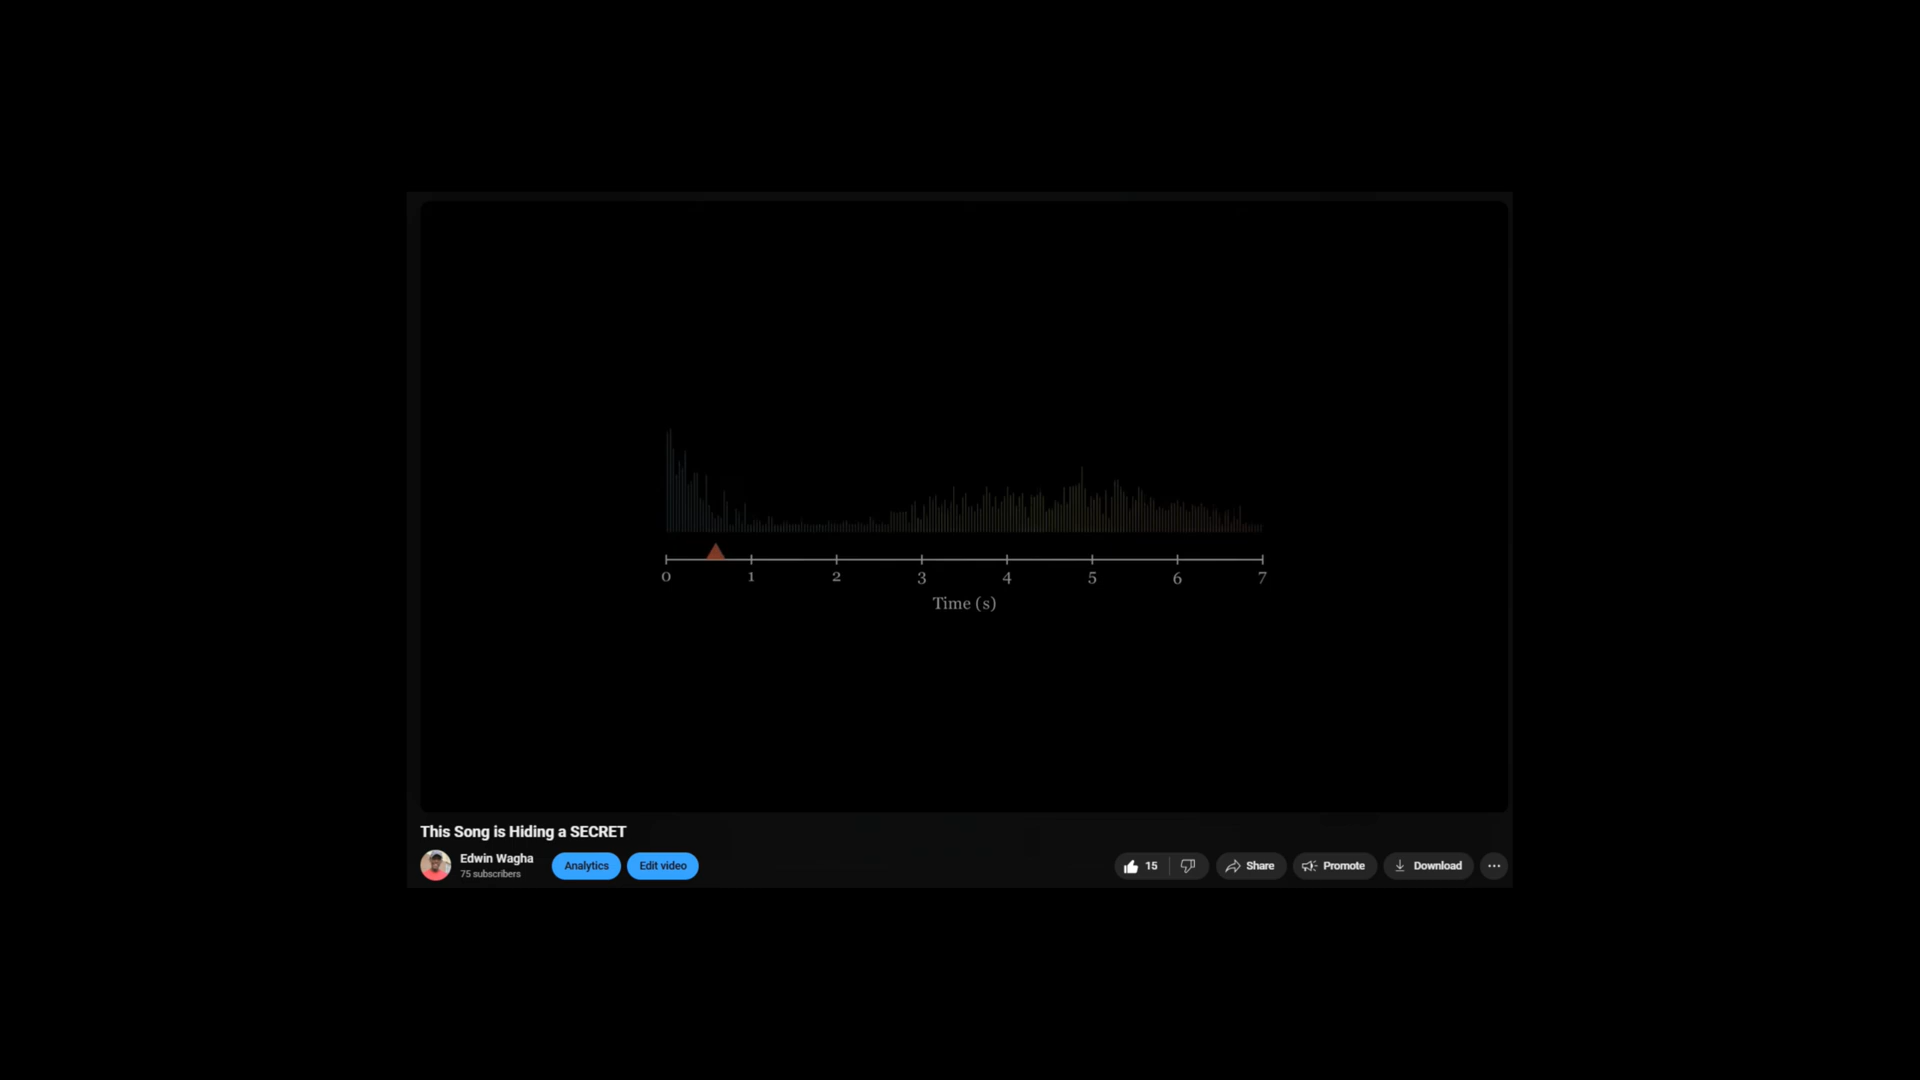 0 1 2 3 4 5 6 7
Time (s)
This Song is Hiding a SECRET
Edwin Wagha
75 subscribers
Analytics
Edit video
15
Share
Promote
Download